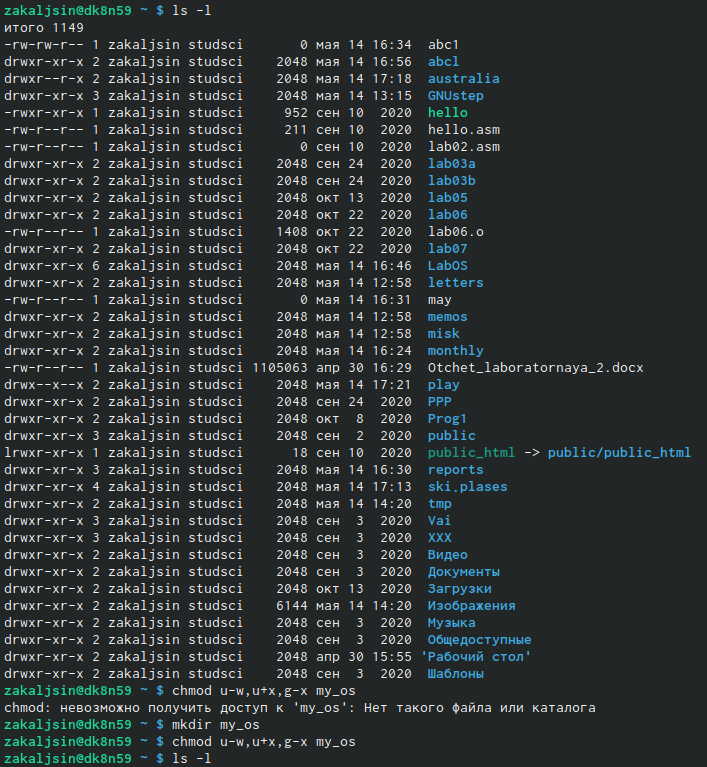 zakaljsin@dk8n59 ~ $ ls -l
итого 1149
-rw-rw-r-- 1 zakaljsin studsci       0 мая 14 16:34  abc1
drwxr-xr-x 2 zakaljsin studsci    2048 мая 14 16:56  abcl
drwxr--r-x 2 zakaljsin studsci    2048 мая 14 17:18  australia
drwxr-xr-x 3 zakaljsin studsci    2048 мая 14 13:15  GNUstep
-rwxr-xr-x 1 zakaljsin studsci     952 сен 10  2020  hello
-rw-r--r-- 1 zakaljsin studsci     211 сен 10  2020  hello.asm
-rw-r--r-- 1 zakaljsin studsci       0 сен 10  2020  lab02.asm
drwxr-xr-x 2 zakaljsin studsci    2048 сен 24  2020  lab03a
drwxr-xr-x 2 zakaljsin studsci    2048 сен 24  2020  lab03b
drwxr-xr-x 2 zakaljsin studsci    2048 окт 13  2020  lab05
drwxr-xr-x 2 zakaljsin studsci    2048 окт 22  2020  lab06
-rw-r--r-- 1 zakaljsin studsci    1408 окт 22  2020  lab06.o
drwxr-xr-x 2 zakaljsin studsci    2048 окт 22  2020  lab07
drwxr-xr-x 6 zakaljsin studsci    2048 мая 14 16:46  LabOS
drwxr-xr-x 2 zakaljsin studsci    2048 мая 14 12:58  letters
-rw-r--r-- 1 zakaljsin studsci       0 мая 14 16:31  may
drwxr-xr-x 2 zakaljsin studsci    2048 мая 14 12:58  memos
drwxr-xr-x 2 zakaljsin studsci    2048 мая 14 12:58  misk
drwxr-xr-x 2 zakaljsin studsci    2048 мая 14 16:24  monthly
-rw-r--r-- 1 zakaljsin studsci 1105063 апр 30 16:29  Otchet_laboratornaya_2.docx
drwx--x--x 2 zakaljsin studsci    2048 мая 14 17:21  play
drwxr-xr-x 2 zakaljsin studsci    2048 сен 24  2020  PPP
drwxr-xr-x 2 zakaljsin studsci    2048 окт  8  2020  Prog1
drwxr-xr-x 3 zakaljsin studsci    2048 сен  2  2020  public
lrwxr-xr-x 1 zakaljsin studsci      18 сен 10  2020  public_html -> public/public_html
drwxr-xr-x 3 zakaljsin studsci    2048 мая 14 16:30  reports
drwxr-xr-x 4 zakaljsin studsci    2048 мая 14 17:13  ski.plases
drwxr-xr-x 2 zakaljsin studsci    2048 мая 14 14:20  tmp
drwxr-xr-x 3 zakaljsin studsci    2048 сен  3  2020  Vai
drwxr-xr-x 3 zakaljsin studsci    2048 сен  3  2020  XXX
drwxr-xr-x 2 zakaljsin studsci    2048 сен  3  2020  Видео
drwxr-xr-x 2 zakaljsin studsci    2048 сен  3  2020  Документы
drwxr-xr-x 2 zakaljsin studsci    2048 окт 13  2020  Загрузки
drwxr-xr-x 2 zakaljsin studsci    6144 мая 14 14:20  Изображения
drwxr-xr-x 2 zakaljsin studsci    2048 сен  3  2020  Музыка
drwxr-xr-x 2 zakaljsin studsci    2048 сен  3  2020  Общедоступные
drwxr-xr-x 2 zakaljsin studsci    2048 апр 30 15:55 'Рабочий стол'
drwxr-xr-x 2 zakaljsin studsci    2048 сен  3  2020  Шаблоны
zakaljsin@dk8n59 ~ $ chmod u-w,u+x,g-x my_os
chmod: невозможно получить доступ к 'my_os': Нет такого файла или каталога
zakaljsin@dk8n59 ~ $ mkdir my_os
zakaljsin@dk8n59 ~ $ chmod u-w,u+x,g-x my_os
zakaljsin@dk8n59 ~ $ ls -l